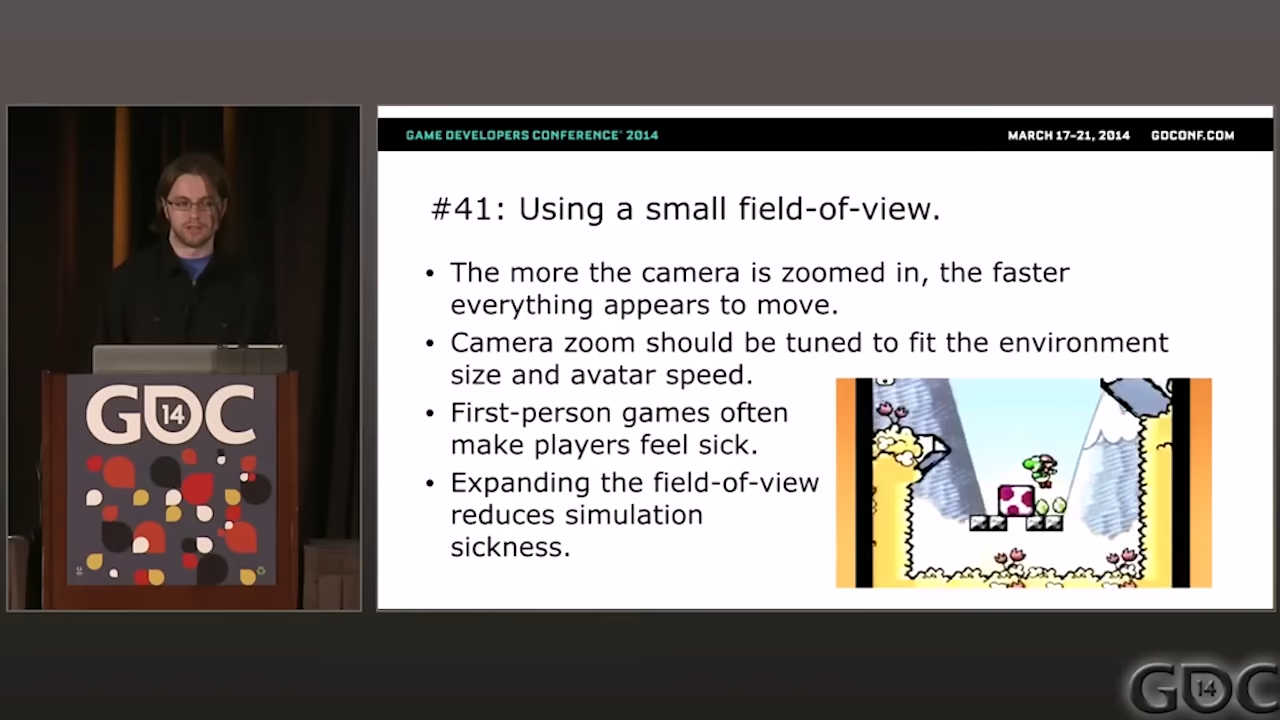 GAME DEVELOPERS CONFERENCE® 2014
MARCH 17–21, 2014 GDCONF.COM
#41: Using a small field-of-view.
• The more the camera is zoomed in, the faster
everything appears to move.
• Camera zoom should be tuned to fit the environment
size and avatar speed.
• First-person games often
make players feel sick.
• Expanding the field-of-view
reduces simulation
sickness.
GDC
14
GDC
14